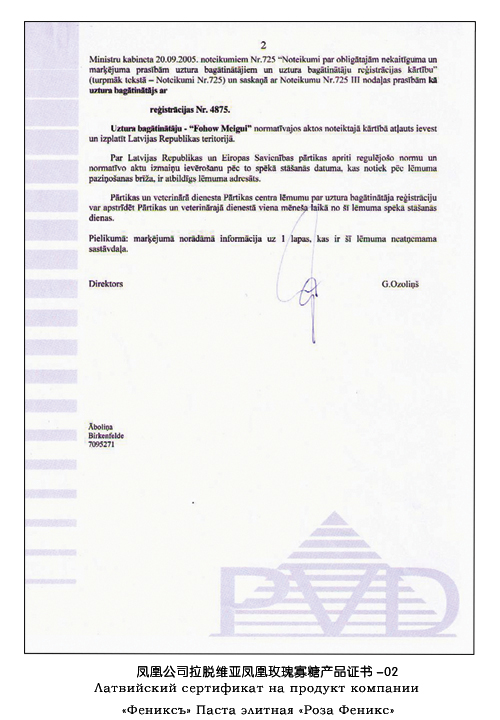 2
Ministru kabineta 20.09.2005. noteikumiem Nr.725 “Noteikumi par obligātajām nekaitīguma un
marķējuma prasībām uztura bagātinātājiem un uztura bagātinātāju reģistrācijas kārtību”
(turpmāk tekstā – Noteikumi Nr.725) un saskaņā ar Noteikumu Nr.725 III nodaļas prasībām kā
uztura bagātinātājs ar
reģistrācijas Nr. 4875.
Uztura bagātinātāju - “Fohow Meigui” normatīvajos aktos noteiktajā kārtībā atļauts ievest
un izplatīt Latvijas Republikas teritorijā.
Par Latvijas Republikas un Eiropas Savienības pārtikas apriti regulējošo normu un
normatīvo aktu izmaiņu ievērošanu pēc to spēkā stāšanās datuma, kas notiek pēc lēmuma
paziņošanas brīža, ir atbildīgs lēmuma adresāts.
Pārtikas un veterinārā dienesta Pārtikas centra lēmumu par uztura bagātinātāja reģistrāciju
var apstrīdēt Pārtikas un veterinārajā dienestā viena mēneša laikā no šī lēmuma spēkā stāšanās
dienas.
Pielikumā: marķējumā norādāmā informācija uz 1 lapas, kas ir šī lēmuma neatņemama
sastāvdaļa.
Direktors G.Ozoliņš
Āboliņa
Birkenfelde
7095271
PVD
凤凰公司拉脱维亚凤凰玫瑰寡糖产品证书-02
Латвийский сертификат на продукт компании
«Фениксъ» Паста элитная «Роза Феникс»